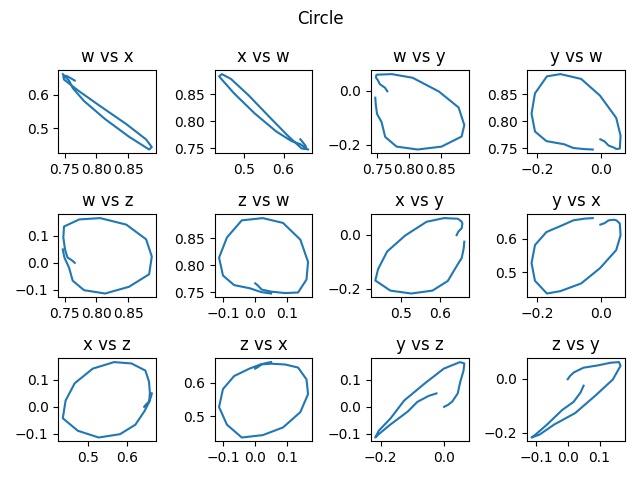 Circle
w vs x
x vs w
w vs y
y vs w
0.6
0.5
0.75 0.80 0.85
0.85
0.80
0.75
0.5 0.6
0.0
−0.2
0.75 0.80 0.85
0.85
0.80
0.75
−0.2 0.0
w vs z
z vs w
x vs y
y vs x
0.1
0.0
−0.1
0.75 0.80 0.85
0.85
0.80
0.75
−0.1 0.0 0.1
0.0
−0.2
0.5 0.6
0.6
0.5
−0.2 0.0
x vs z
z vs x
y vs z
z vs y
0.1
0.0
−0.1
0.5 0.6
0.6
0.5
−0.1 0.0 0.1
0.1
0.0
−0.1
−0.2 0.0
0.0
−0.2
−0.1 0.0 0.1